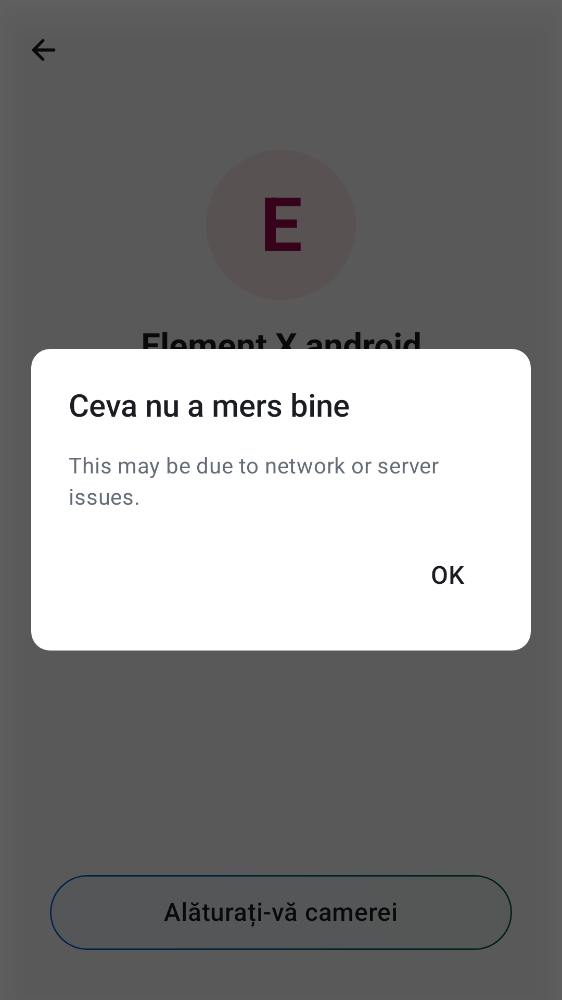 E
Element X android
Ceva nu a mers bine
This may be due to network or server
issues.
OK
Alăturați-vă camerei